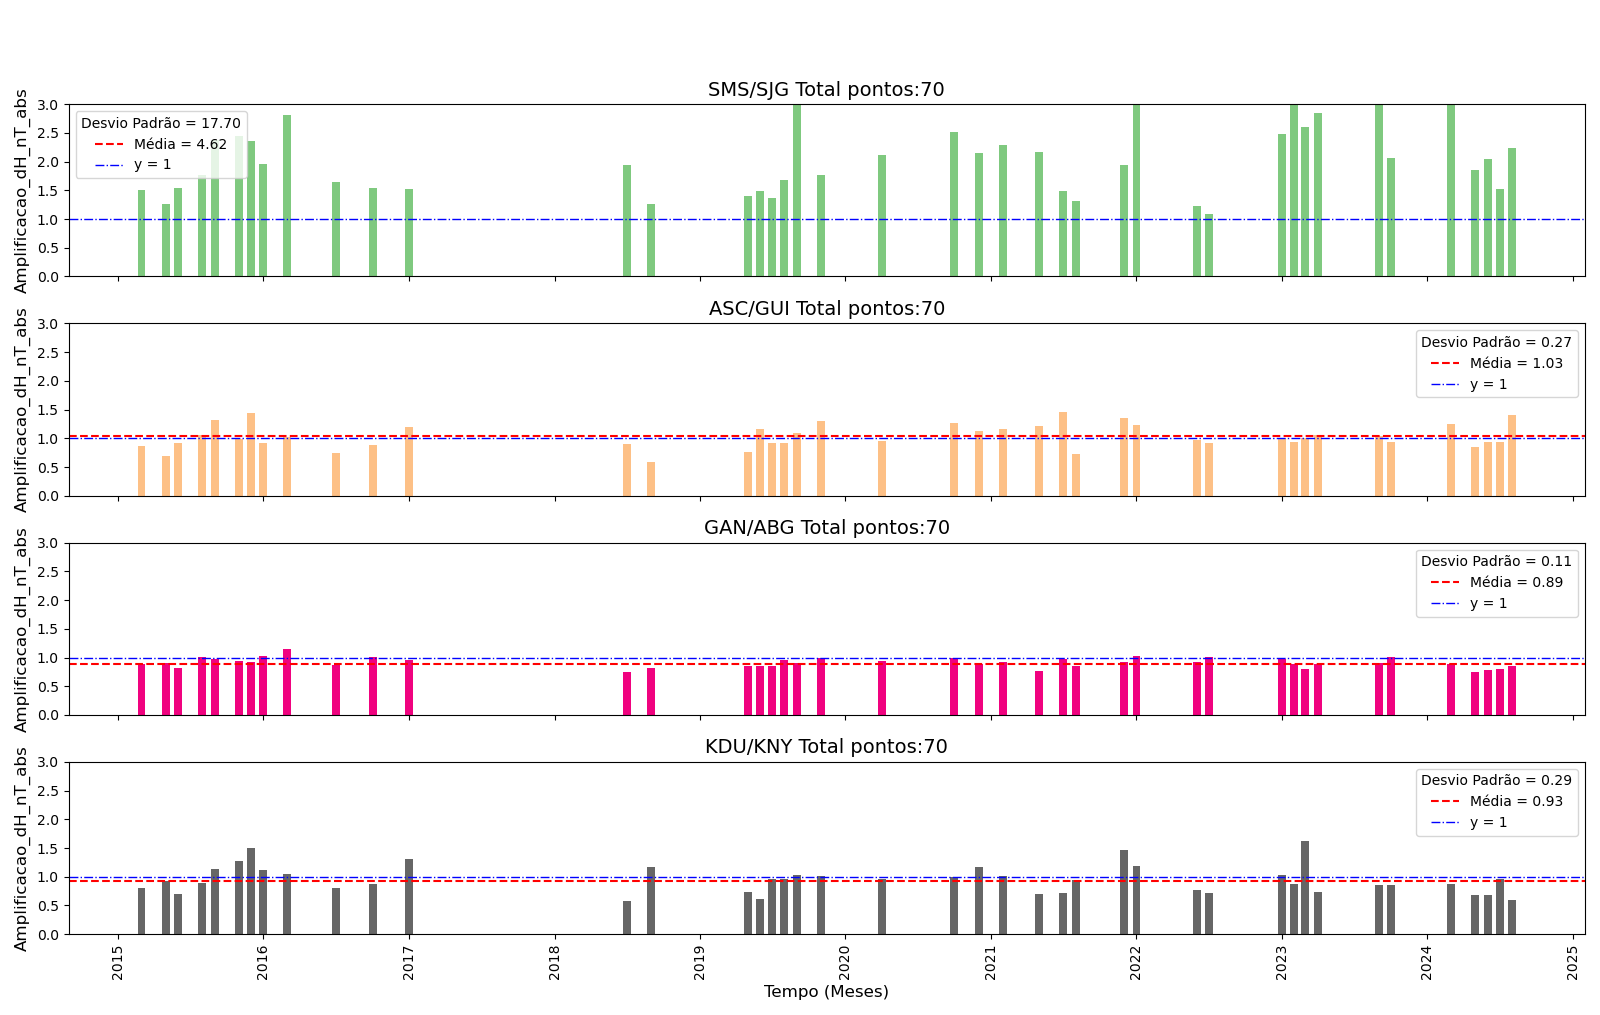 SMS/SJG Total pontos:70
Amplificacao_dH_nT_abs
3.0
2.5
2.0
1.5
1.0
0.5
0.0
Desvio Padrão = 17.70
Média = 4.62
y = 1
ASC/GUI Total pontos:70
Amplificacao_dH_nT_abs
3.0
2.5
2.0
1.5
1.0
0.5
0.0
Desvio Padrão = 0.27
Média = 1.03
y = 1
GAN/ABG Total pontos:70
Amplificacao_dH_nT_abs
3.0
2.5
2.0
1.5
1.0
0.5
0.0
Desvio Padrão = 0.11
Média = 0.89
y = 1
KDU/KNY Total pontos:70
Amplificacao_dH_nT_abs
3.0
2.5
2.0
1.5
1.0
0.5
0.0
Desvio Padrão = 0.29
Média = 0.93
y = 1
2015 2016 2017 2018 2019 2020 2021 2022 2023 2024 2025
Tempo (Meses)